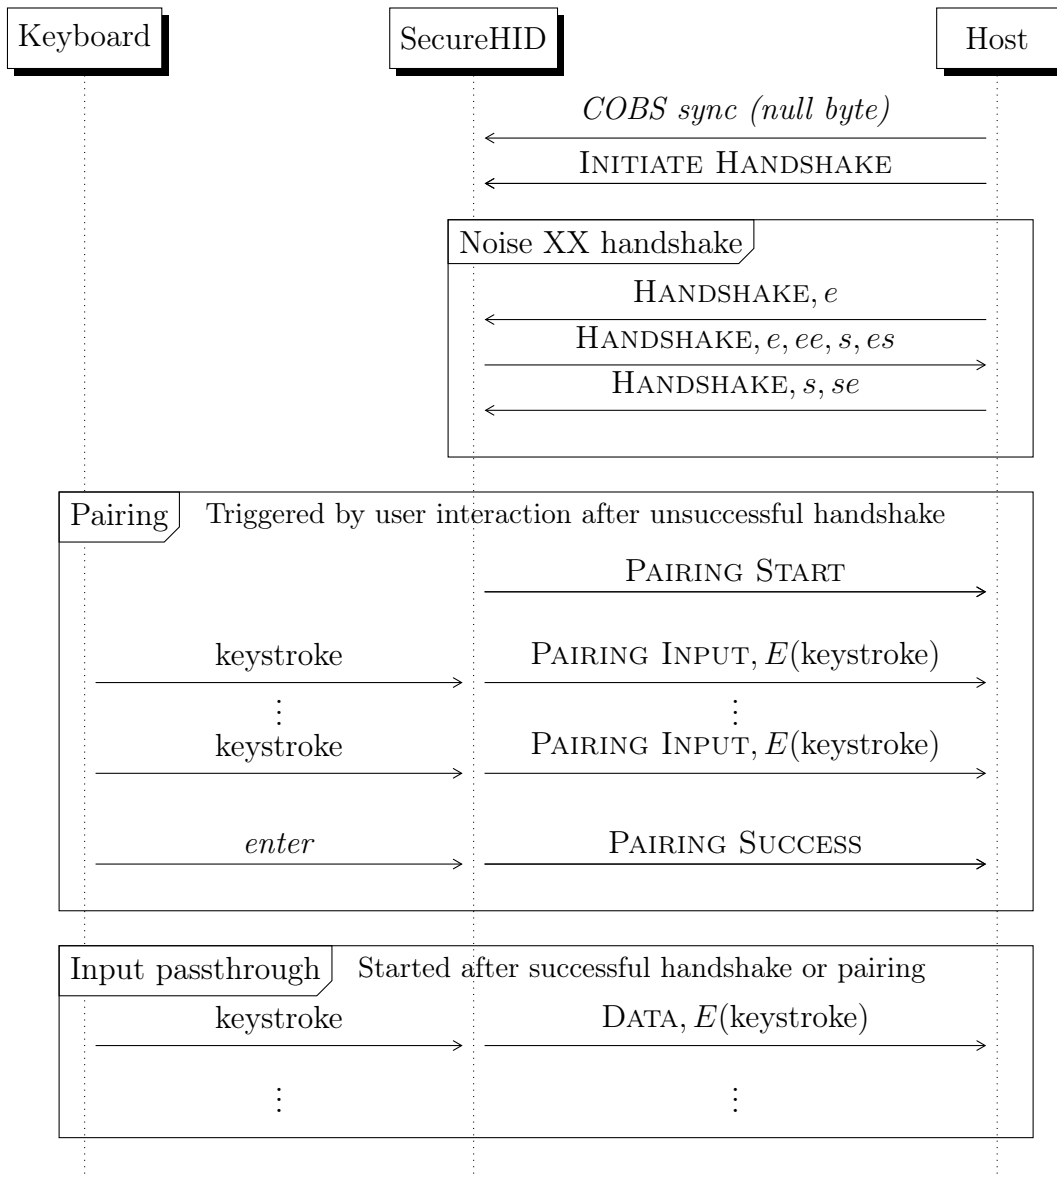 Keyboard SecureHID Host
COBS sync (null byte)
INITIATE HANDSHAKE
Noise XX handshake
HANDSHAKE, e
HANDSHAKE, e, ee, s, es
HANDSHAKE, s, se
Pairing Triggered by user interaction after unsuccessful handshake
PAIRING START
keystroke PAIRING INPUT, E(keystroke)
⋮ ⋮
keystroke PAIRING INPUT, E(keystroke)
enter PAIRING SUCCESS
Input passthrough Started after successful handshake or pairing
keystroke DATA, E(keystroke)
⋮ ⋮